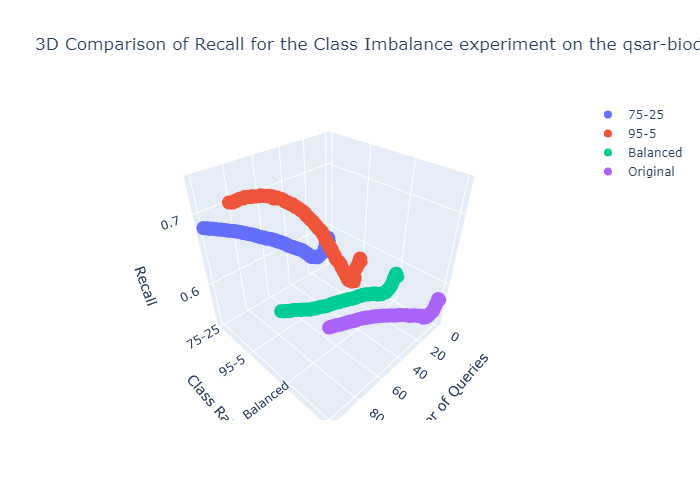 3D Comparison of Recall for the Class Imbalance experiment on the qsar-biod
75-25
95-5
Balanced
Original
0.7
0.6
Recall
75-25
95-5
Balanced
Class Ra
0
20
40
60
80
er of Queries